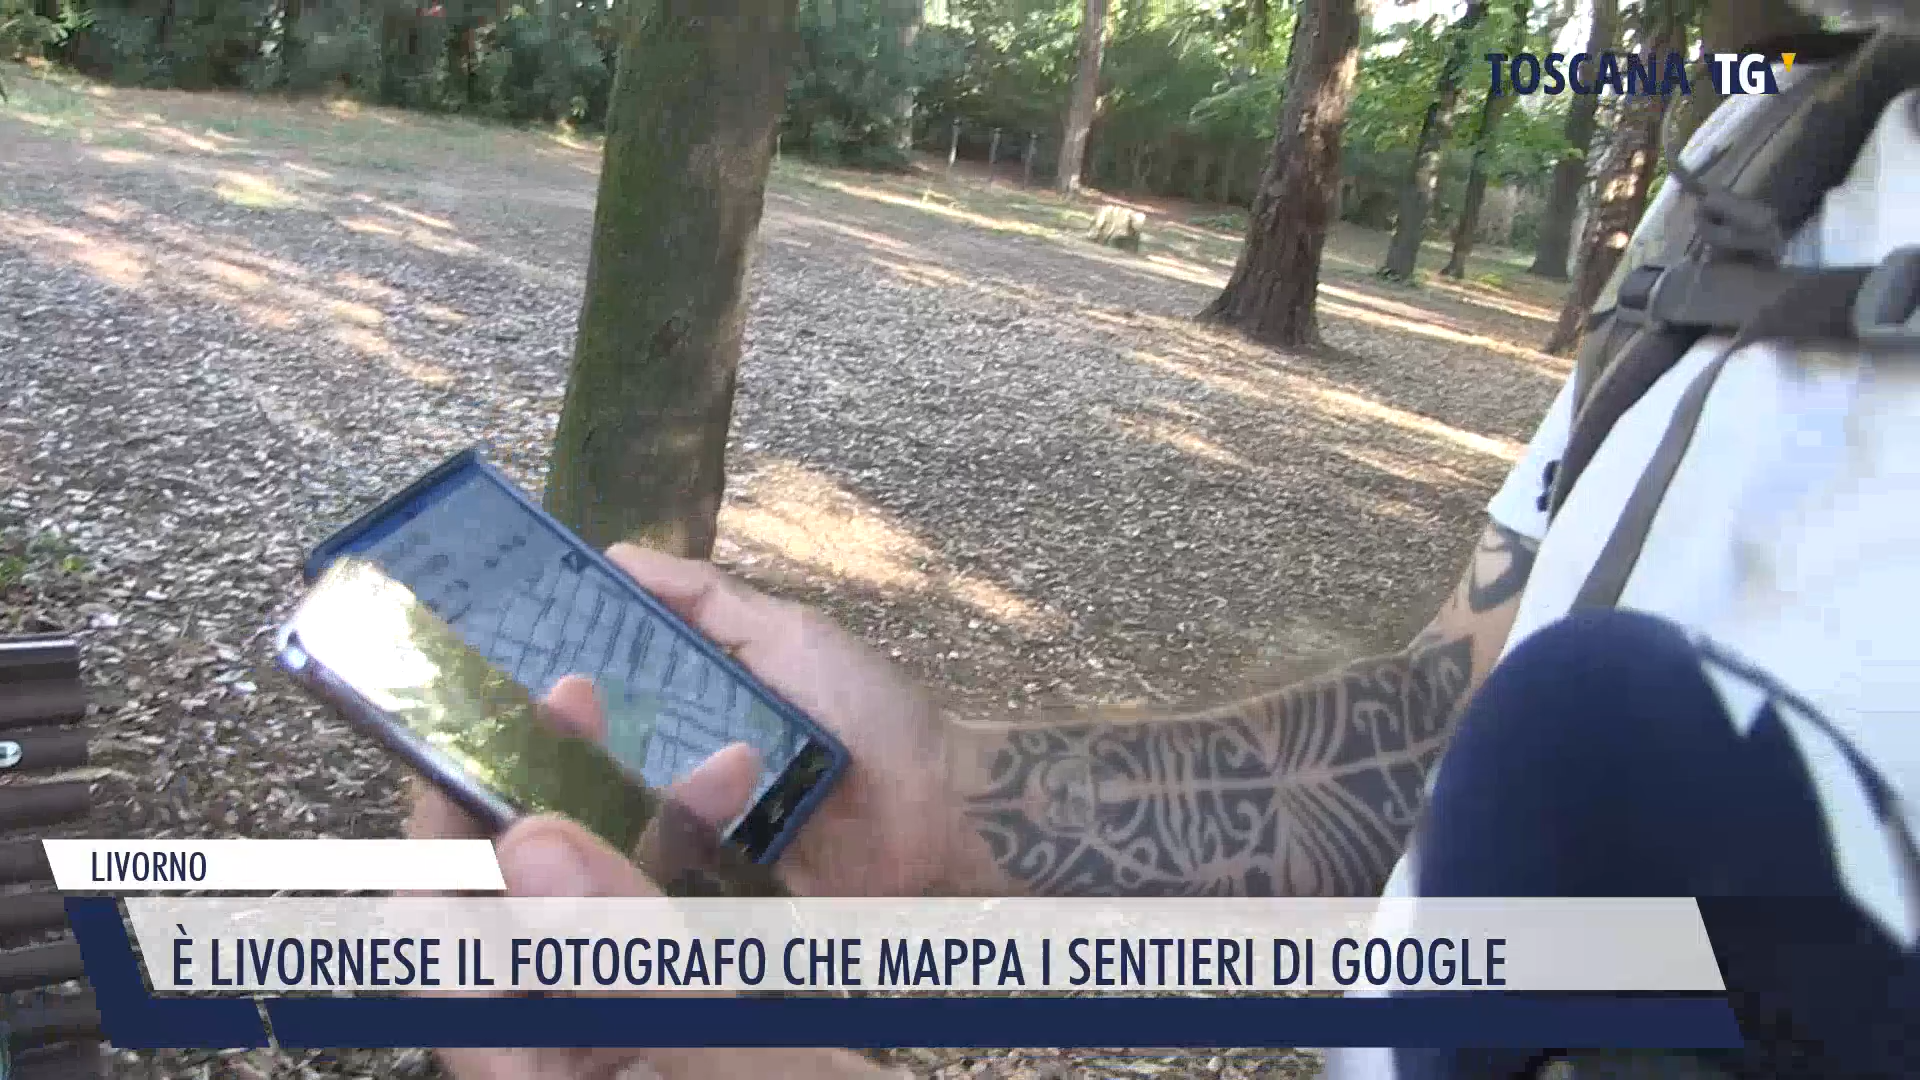 TOSCANA TG
LIVORNO
È LIVORNESE IL FOTOGRAFO CHE MAPPA I SENTIERI DI GOOGLE